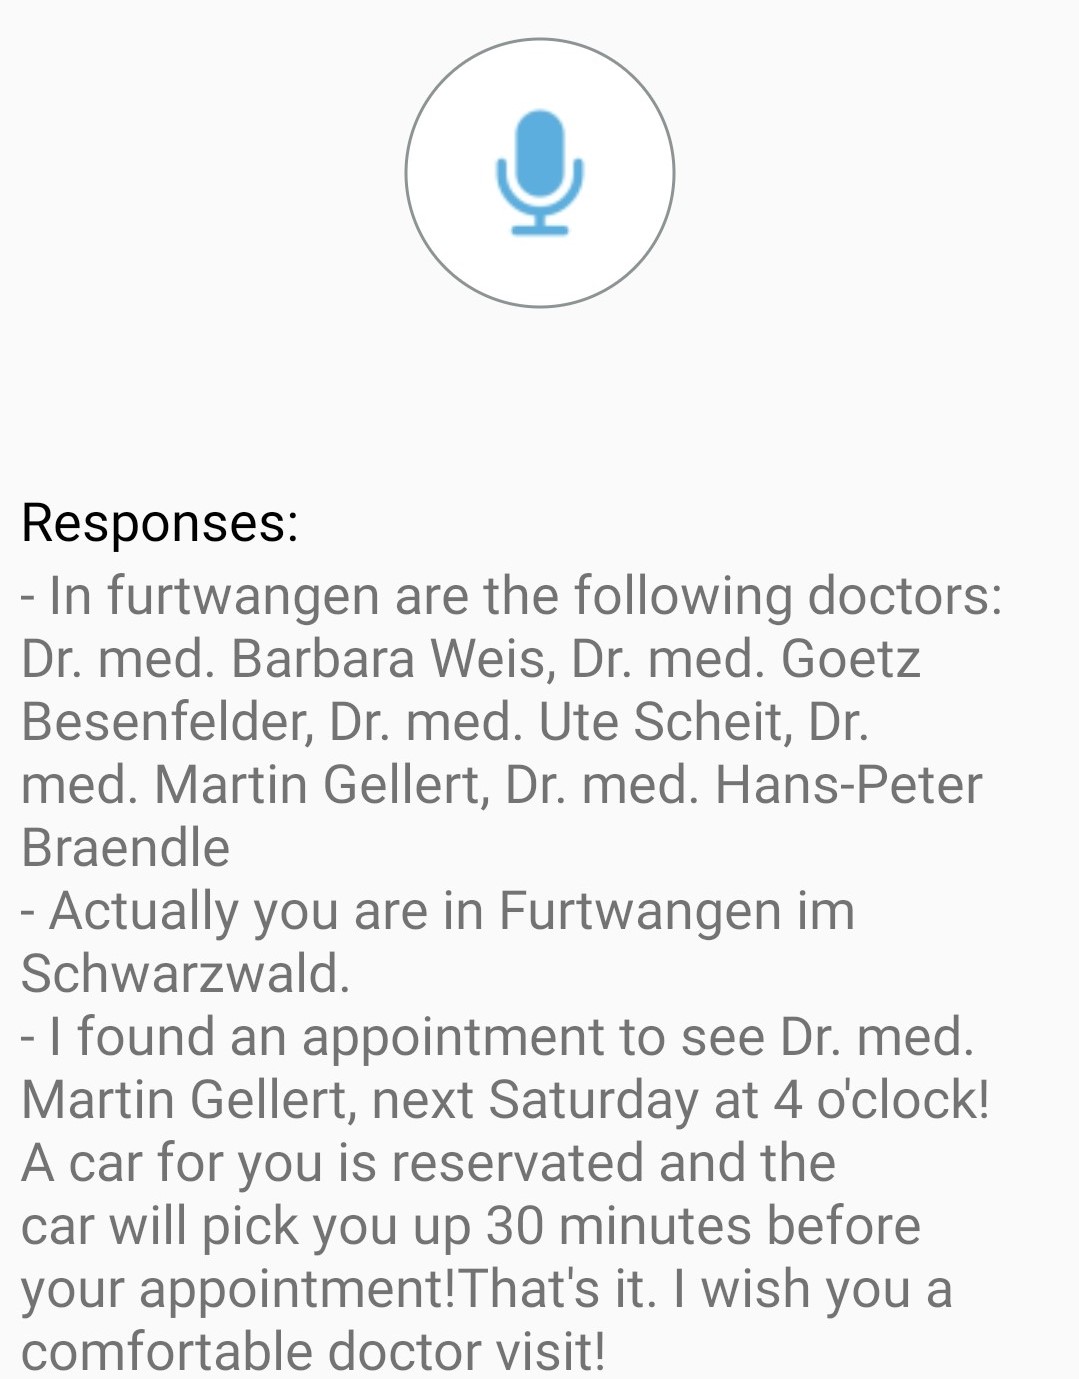 Responses:
- In furtwangen are the following doctors:
Dr. med. Barbara Weis, Dr. med. Goetz
Besenfelder, Dr. med. Ute Scheit, Dr.
med. Martin Gellert, Dr. med. Hans-Peter
Braendle
- Actually you are in Furtwangen im
Schwarzwald.
- I found an appointment to see Dr. med.
Martin Gellert, next Saturday at 4 o'clock!
A car for you is reservated and the
car will pick you up 30 minutes before
your appointment!That's it. I wish you a
comfortable doctor visit!